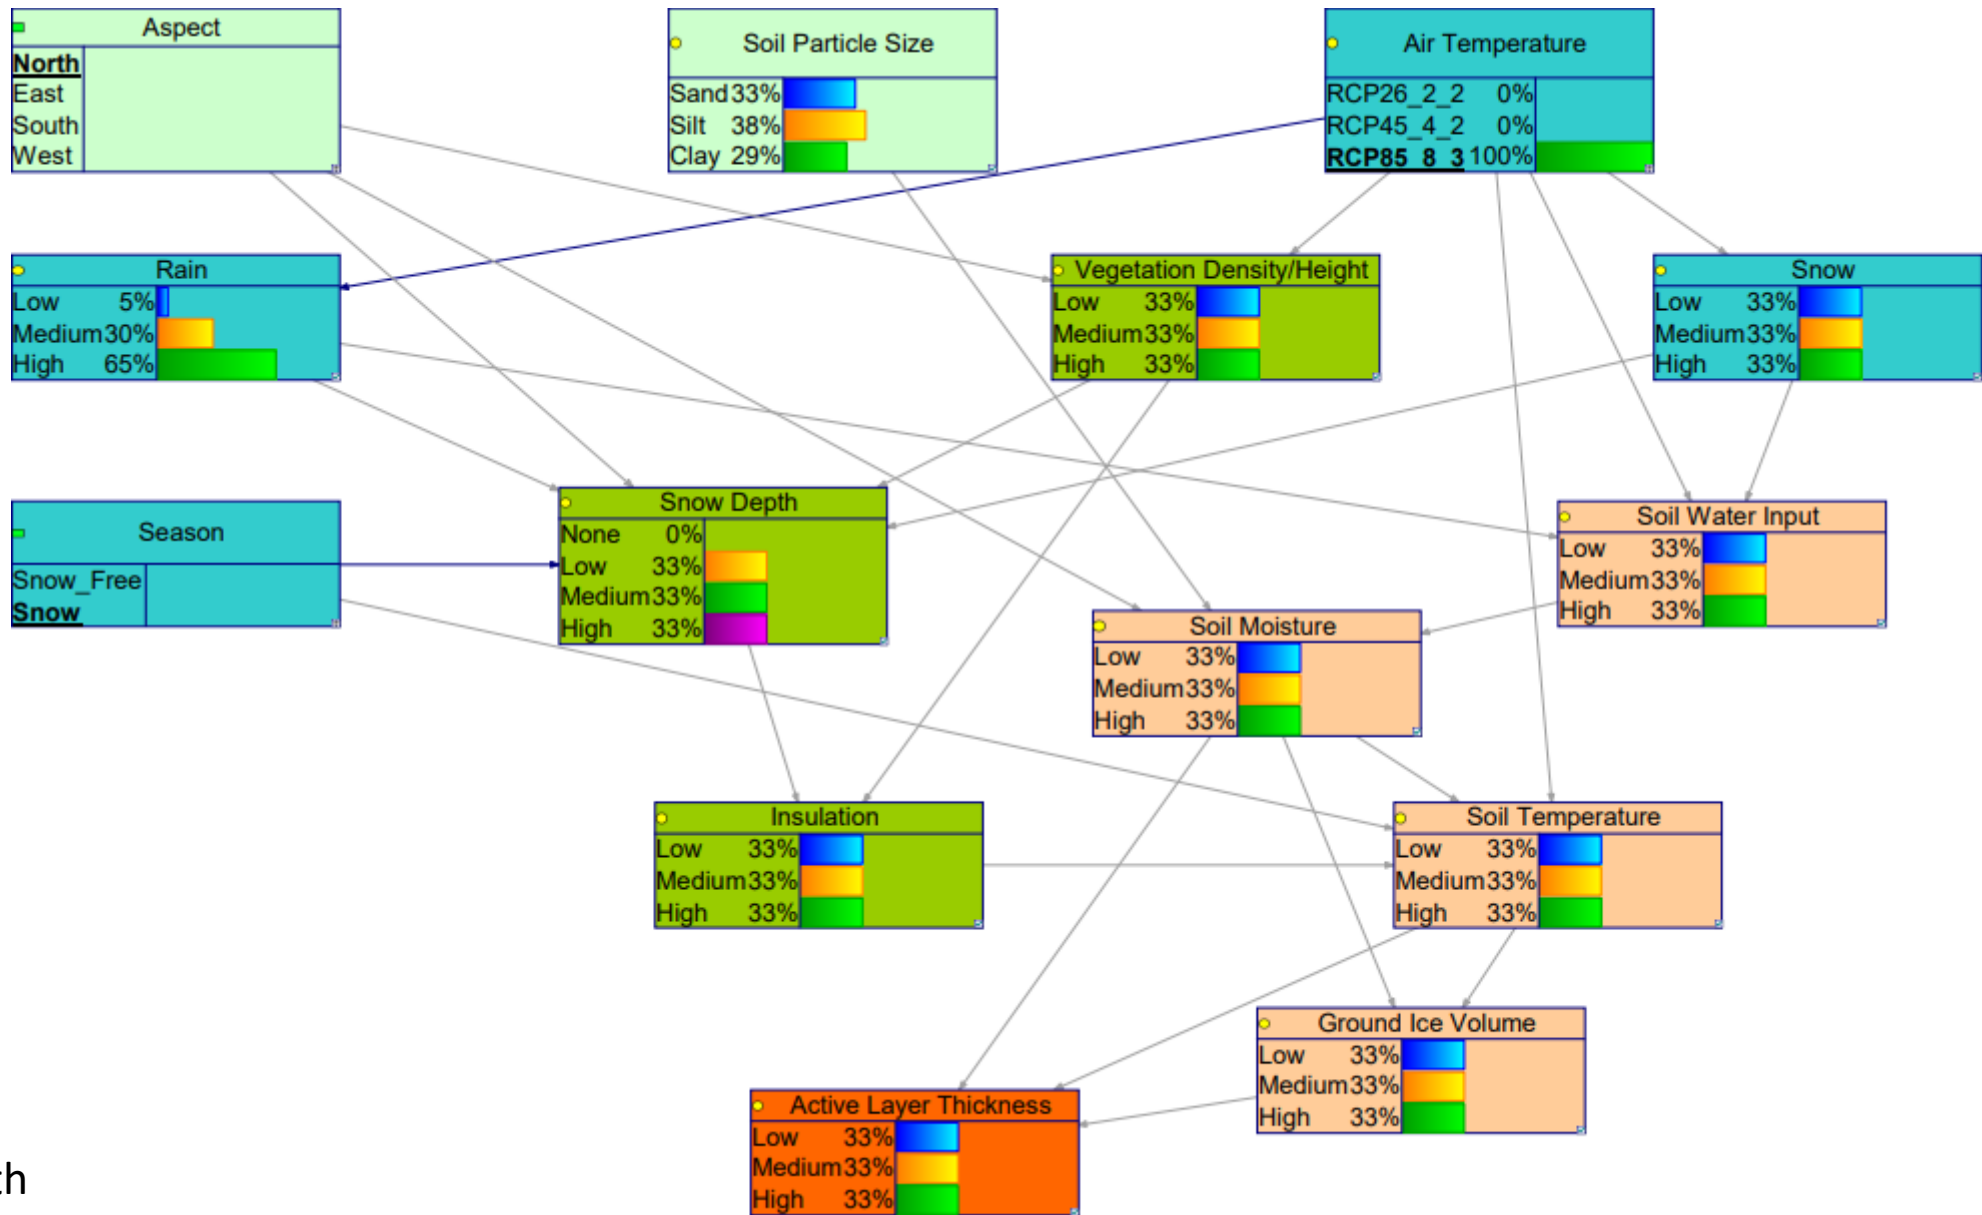 Aspect
North
East
South
West
Soil Particle Size
Sand 33%
Silt 38%
Clay 29%
Air Temperature
RCP26_2_2 0%
RCP45_4_2 0%
RCP85_8_3 100%
Rain
Low 5%
Medium 30%
High 65%
Vegetation Density/Height
Low 33%
Medium 33%
High 33%
Snow
Low 33%
Medium 33%
High 33%
Season
Snow_Free
Snow
Snow Depth
None 0%
Low 33%
Medium 33%
High 33%
Soil Water Input
Low 33%
Medium 33%
High 33%
Soil Moisture
Low 33%
Medium 33%
High 33%
Insulation
Low 33%
Medium 33%
High 33%
Soil Temperature
Low 33%
Medium 33%
High 33%
Ground Ice Volume
Low 33%
Medium 33%
High 33%
Active Layer Thickness
Low 33%
Medium 33%
High 33%